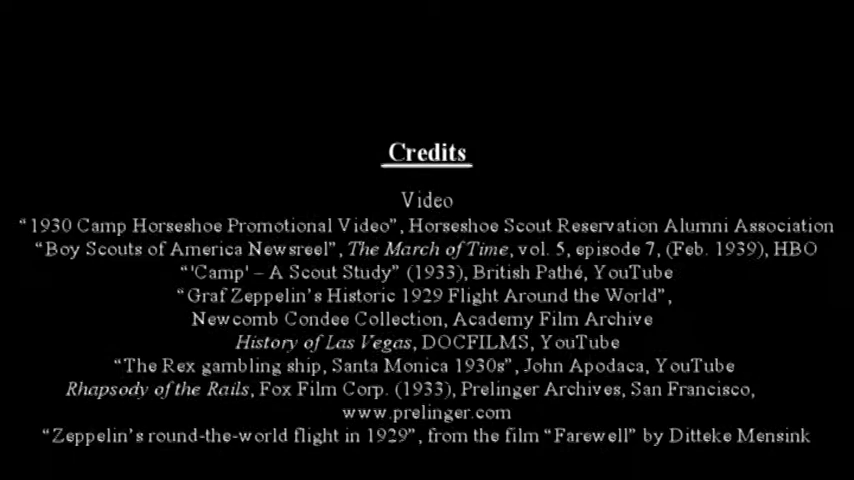 Credits
Video
“1930 Camp Horseshoe Promotional Video”, Horseshoe Scout Reservation Alumni Association
“Boy Scouts of America Newsreel”, The March of Time, vol. 5, episode 7, (Feb. 1939), HBO
“'Camp' – A Scout Study” (1933), British Pathé, YouTube
“Graf Zeppelin’s Historic 1929 Flight Around the World”,
Newcomb Condee Collection, Academy Film Archive
History of Las Vegas, DOCFILMS, YouTube
“The Rex gambling ship, Santa Monica 1930s”, John Apodaca, YouTube
Rhapsody of the Rails, Fox Film Corp. (1933), Prelinger Archives, San Francisco,
www.prelinger.com
“Zeppelin’s round-the-world flight in 1929”, from the film “Farewell” by Ditteke Mensink